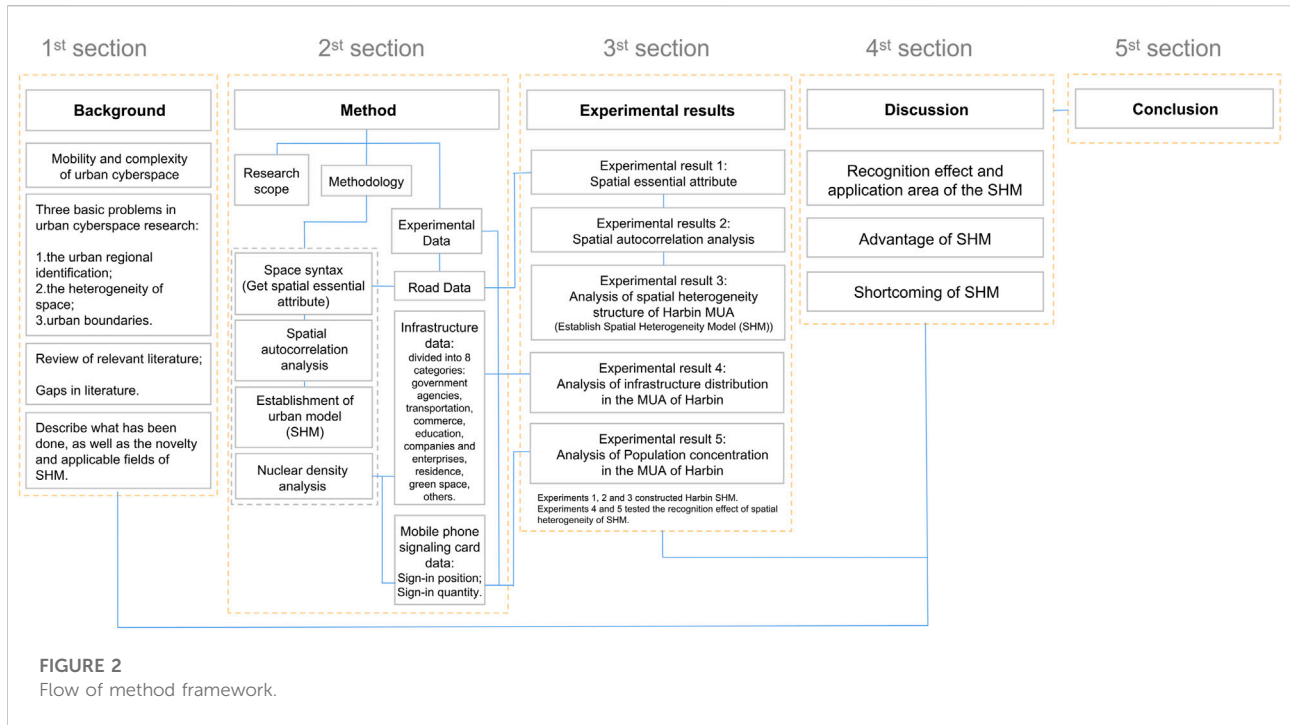 1st section
2st section
3st section
4st section
5st section
Background
Mobility and complexity
of urban cyberspace
Three basic problems in
urban cyberspace research:
1.the urban regional
identification;
2.the heterogeneity of
space;
3.urban boundaries.
Review of relevant literature;
Gaps in literature.
Describe what has been
done, as well as the novelty
and applicable fields of
SHM.
Method
Research
scope
Methodology
Experimental
Data
Space syntax
(Get spatial essential
attribute)
Road Data
Spatial
autocorrelation
analysis
Establishment of
urban model
(SHM)
Nuclear density
analysis
Infrastructure
data:
divided into 8
categories:
government
agencies,
transportation,
commerce,
education,
companies and
enterprises,
residence,
green space,
others.
Mobile phone
signaling card
data:
Sign-in position;
Sign-in quantity.
Experimental results
Experimental result 1:
Spatial essential attribute
Experimental results 2:
Spatial autocorrelation analysis
Experimental result 3:
Analysis of spatial heterogeneity
structure of Harbin MUA
(Establish Spatial Heterogeneity Model (SHM))
Experimental result 4:
Analysis of infrastructure distribution
in the MUA of Harbin
Experimental result 5:
Analysis of Population concentration
in the MUA of Harbin
Experiments 1, 2 and 3 constructed Harbin SHM.
Experiments 4 and 5 tested the recognition effect of spatial
heterogeneity of SHM.
Discussion
Recognition effect and
application area of the SHM
Advantage of SHM
Shortcoming of SHM
Conclusion
FIGURE 2
Flow of method framework.